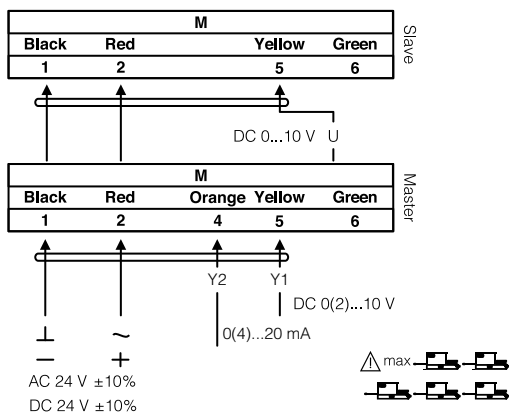 M
Black Red Yellow Green
1 2 5 6
Slave
DC 0...10 V U
M
Black Red Orange Yellow Green
1 2 4 5 6
Master
Y2 Y1
DC 0(2)...10 V
0(4)...20 mA
⊥ ~
− +
AC 24 V ±10%
DC 24 V ±10%
max.